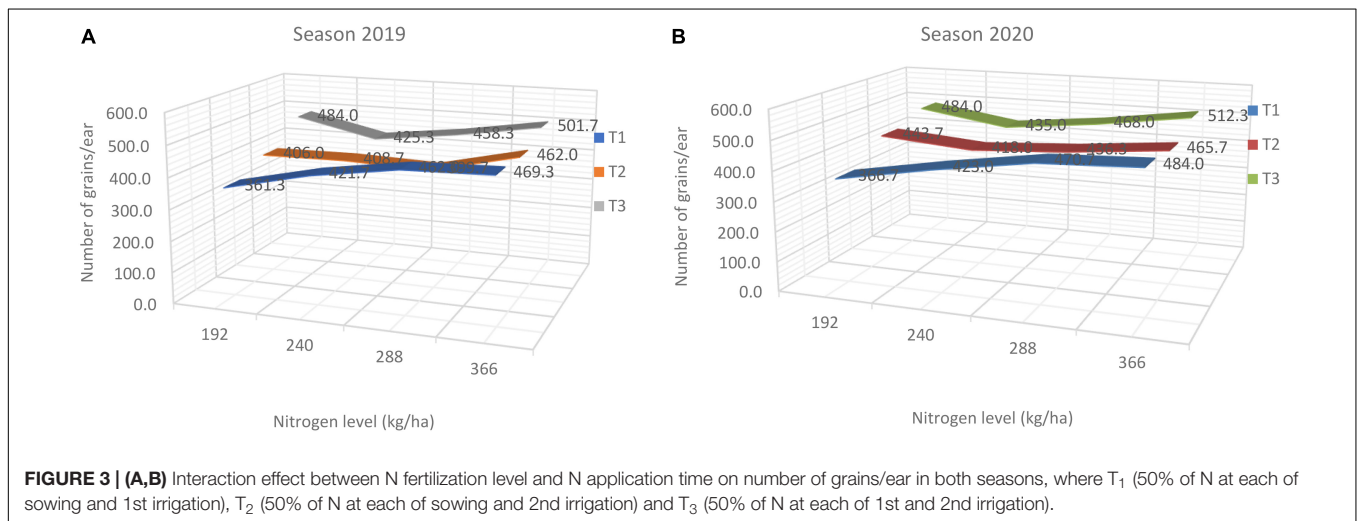 A
Season 2019
Number of grains/ear
600.0
500.0
400.0
300.0
200.0
100.0
0.0
484.0
425.3
458.3
501.7
406.0
408.7
462.0
361.3
421.7
469.3
192
240
288
366
Nitrogen level (kg/ha)
T1
T2
T3
B
Season 2020
Number of grains/ear
600.0
500.0
400.0
300.0
200.0
100.0
0.0
484.0
435.0
468.0
512.3
465.7
366.7
484.0
192
240
288
366
Nitrogen level (kg/ha)
T1
T2
T3
FIGURE 3 | (A,B) Interaction effect between N fertilization level and N application time on number of grains/ear in both seasons, where T₁ (50% of N at each of
sowing and 1st irrigation), T₂ (50% of N at each of sowing and 2nd irrigation) and T₃ (50% of N at each of 1st and 2nd irrigation).